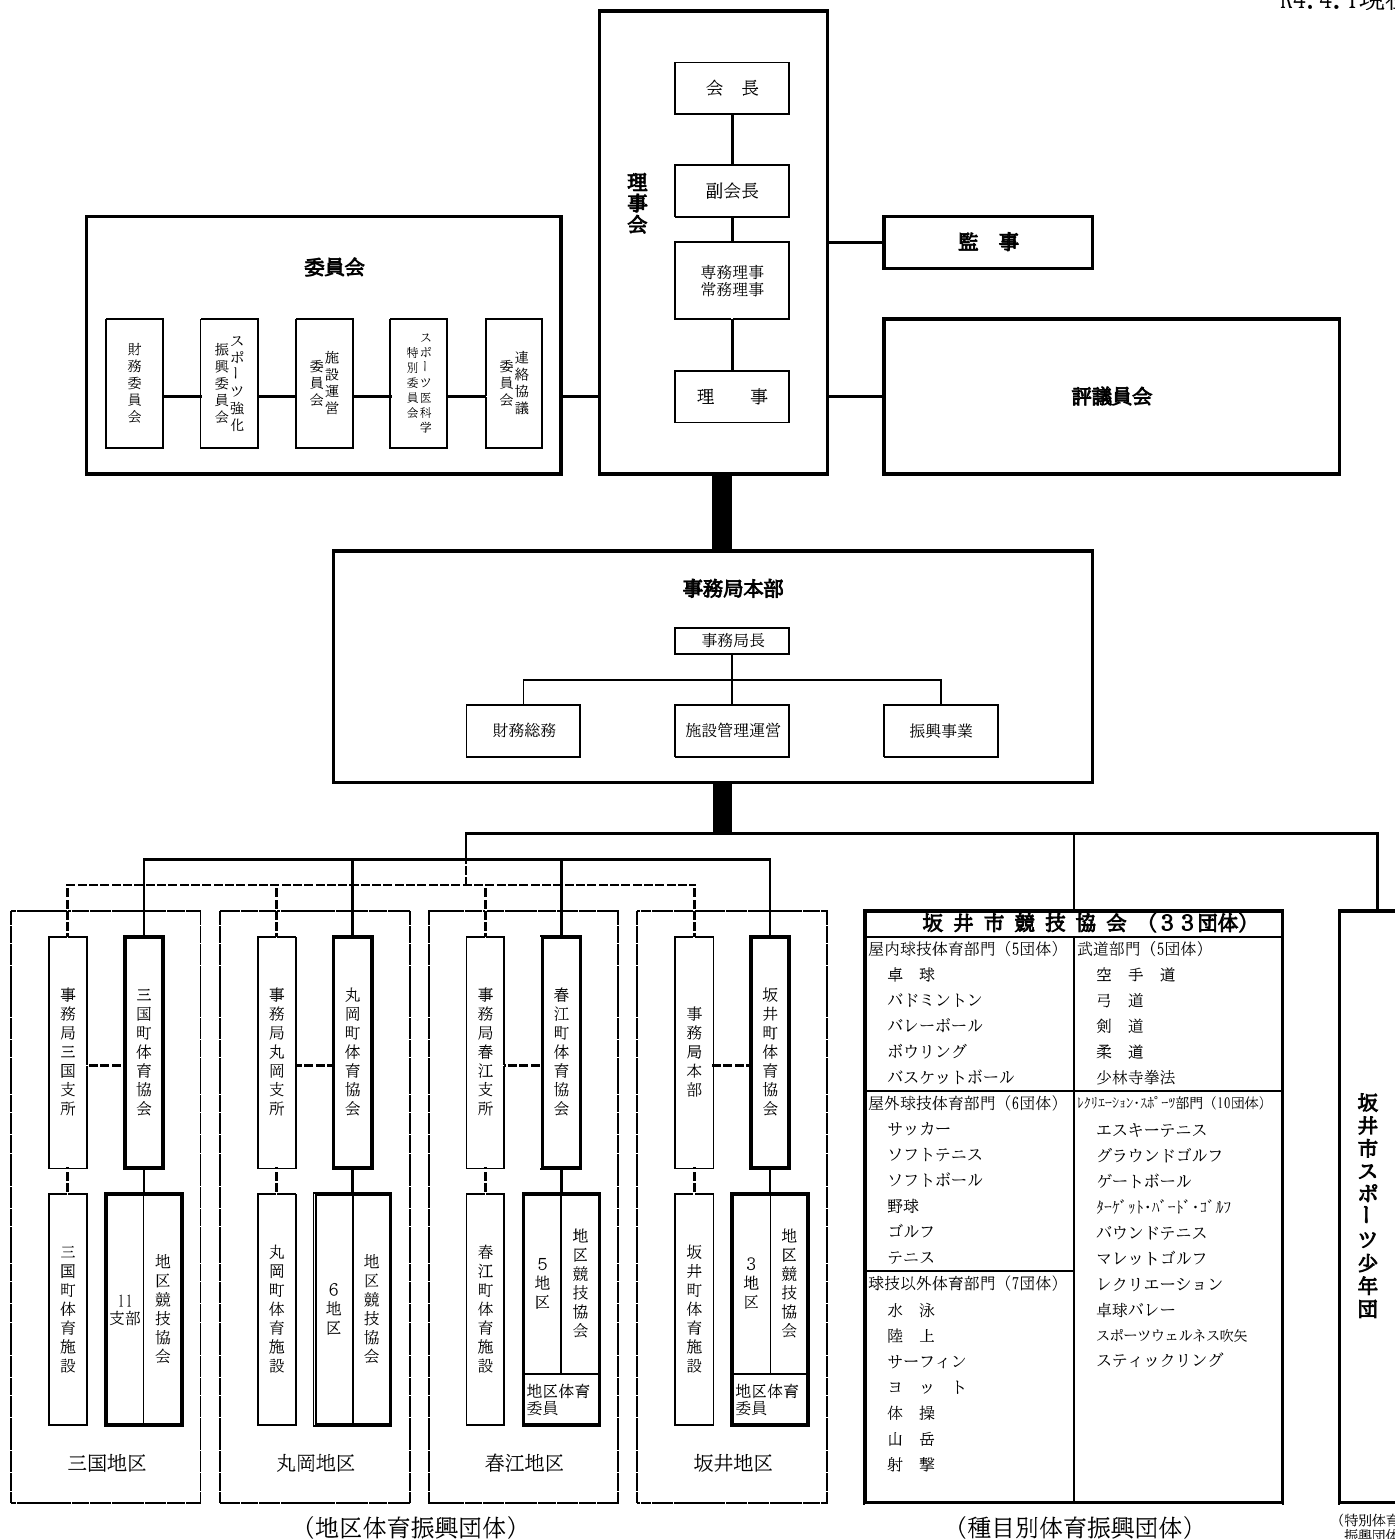 R4.4.1現在
会　長
理事会
副会長
専務理事
常務理事
理　　事
監　事
評議員会
委員会
財務委員会
スポーツ強化
振興委員会
施設運営
委員会
スポーツ医科学
特別委員会
連絡協議
委員会
事務局本部
事務局長
財務総務
施設管理運営
振興事業
事務局三国支所
三国町体育協会
三国町体育施設
11
支部
地区競技協会
三国地区
事務局丸岡支所
丸岡町体育協会
丸岡町体育施設
6地区
地区競技協会
丸岡地区
事務局春江支所
春江町体育協会
春江町体育施設
5地区
地区競技協会
地区体育
委員
春江地区
事務局本部
坂井町体育協会
坂井町体育施設
3地区
地区競技協会
地区体育
委員
坂井地区
（地区体育振興団体）
坂 井 市 競 技 協 会 （３３団体）
屋内球技体育部門（5団体）
卓　球
バドミントン
バレーボール
ボウリング
バスケットボール
屋外球技体育部門（6団体）
サッカー
ソフトテニス
ソフトボール
野球
ゴルフ
テニス
球技以外体育部門（7団体）
水　泳
陸　上
サーフィン
ヨ　ッ　ト
体　操
山　岳
射　撃
武道部門（5団体）
空　手　道
弓　道
剣　道
柔　道
少林寺拳法
ﾚｸﾘｴｰｼｮﾝ･ｽﾎﾟｰﾂ部門（10団体）
エスキーテニス
グラウンドゴルフ
ゲートボール
ﾀｰｹﾞｯﾄ･ﾊﾞｰﾄﾞ･ｺﾞﾙﾌ
バウンドテニス
マレットゴルフ
レクリエーション
卓球バレー
スポーツウェルネス吹矢
スティックリング
（種目別体育振興団体）
坂井市スポーツ少年団
（特別体育
振興団体